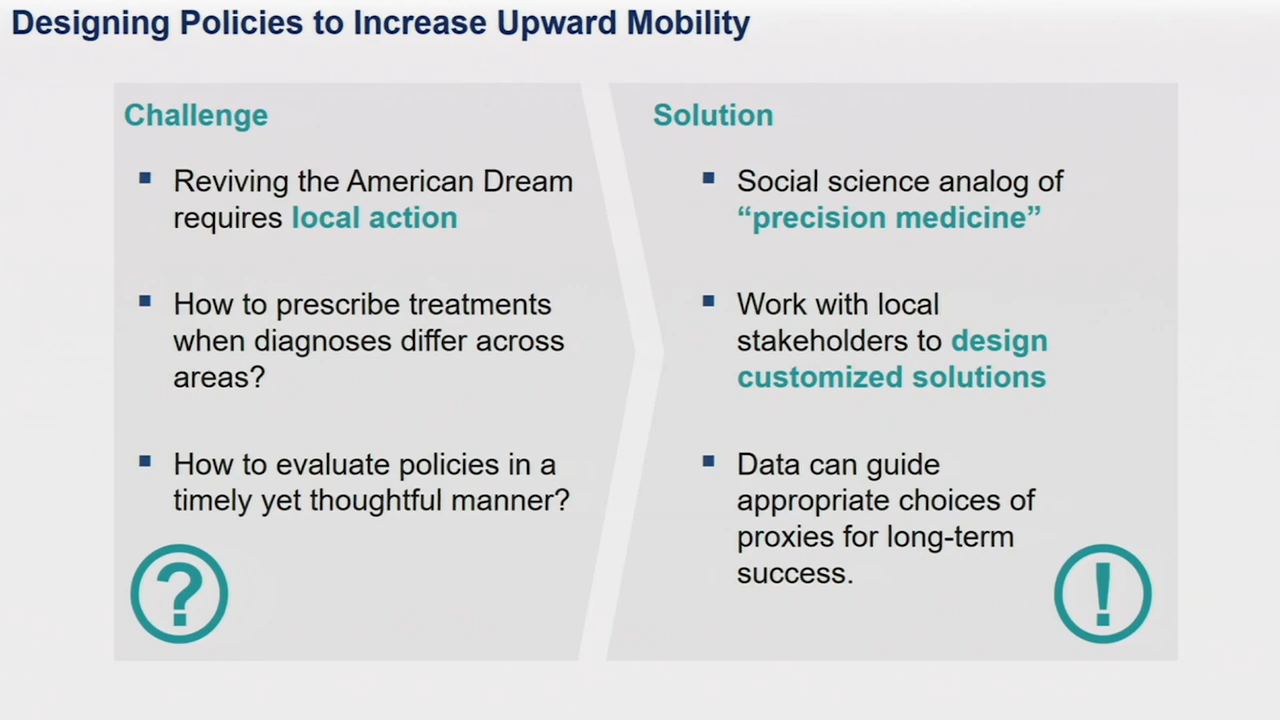 Designing Policies to Increase Upward Mobility
Challenge
Reviving the American Dream
requires local action
How to prescribe treatments
when diagnoses differ across
areas?
How to evaluate policies in a
timely yet thoughtful manner?
?
Solution
Social science analog of
“precision medicine”
Work with local
stakeholders to design
customized solutions
Data can guide
appropriate choices of
proxies for long-term
success.
!